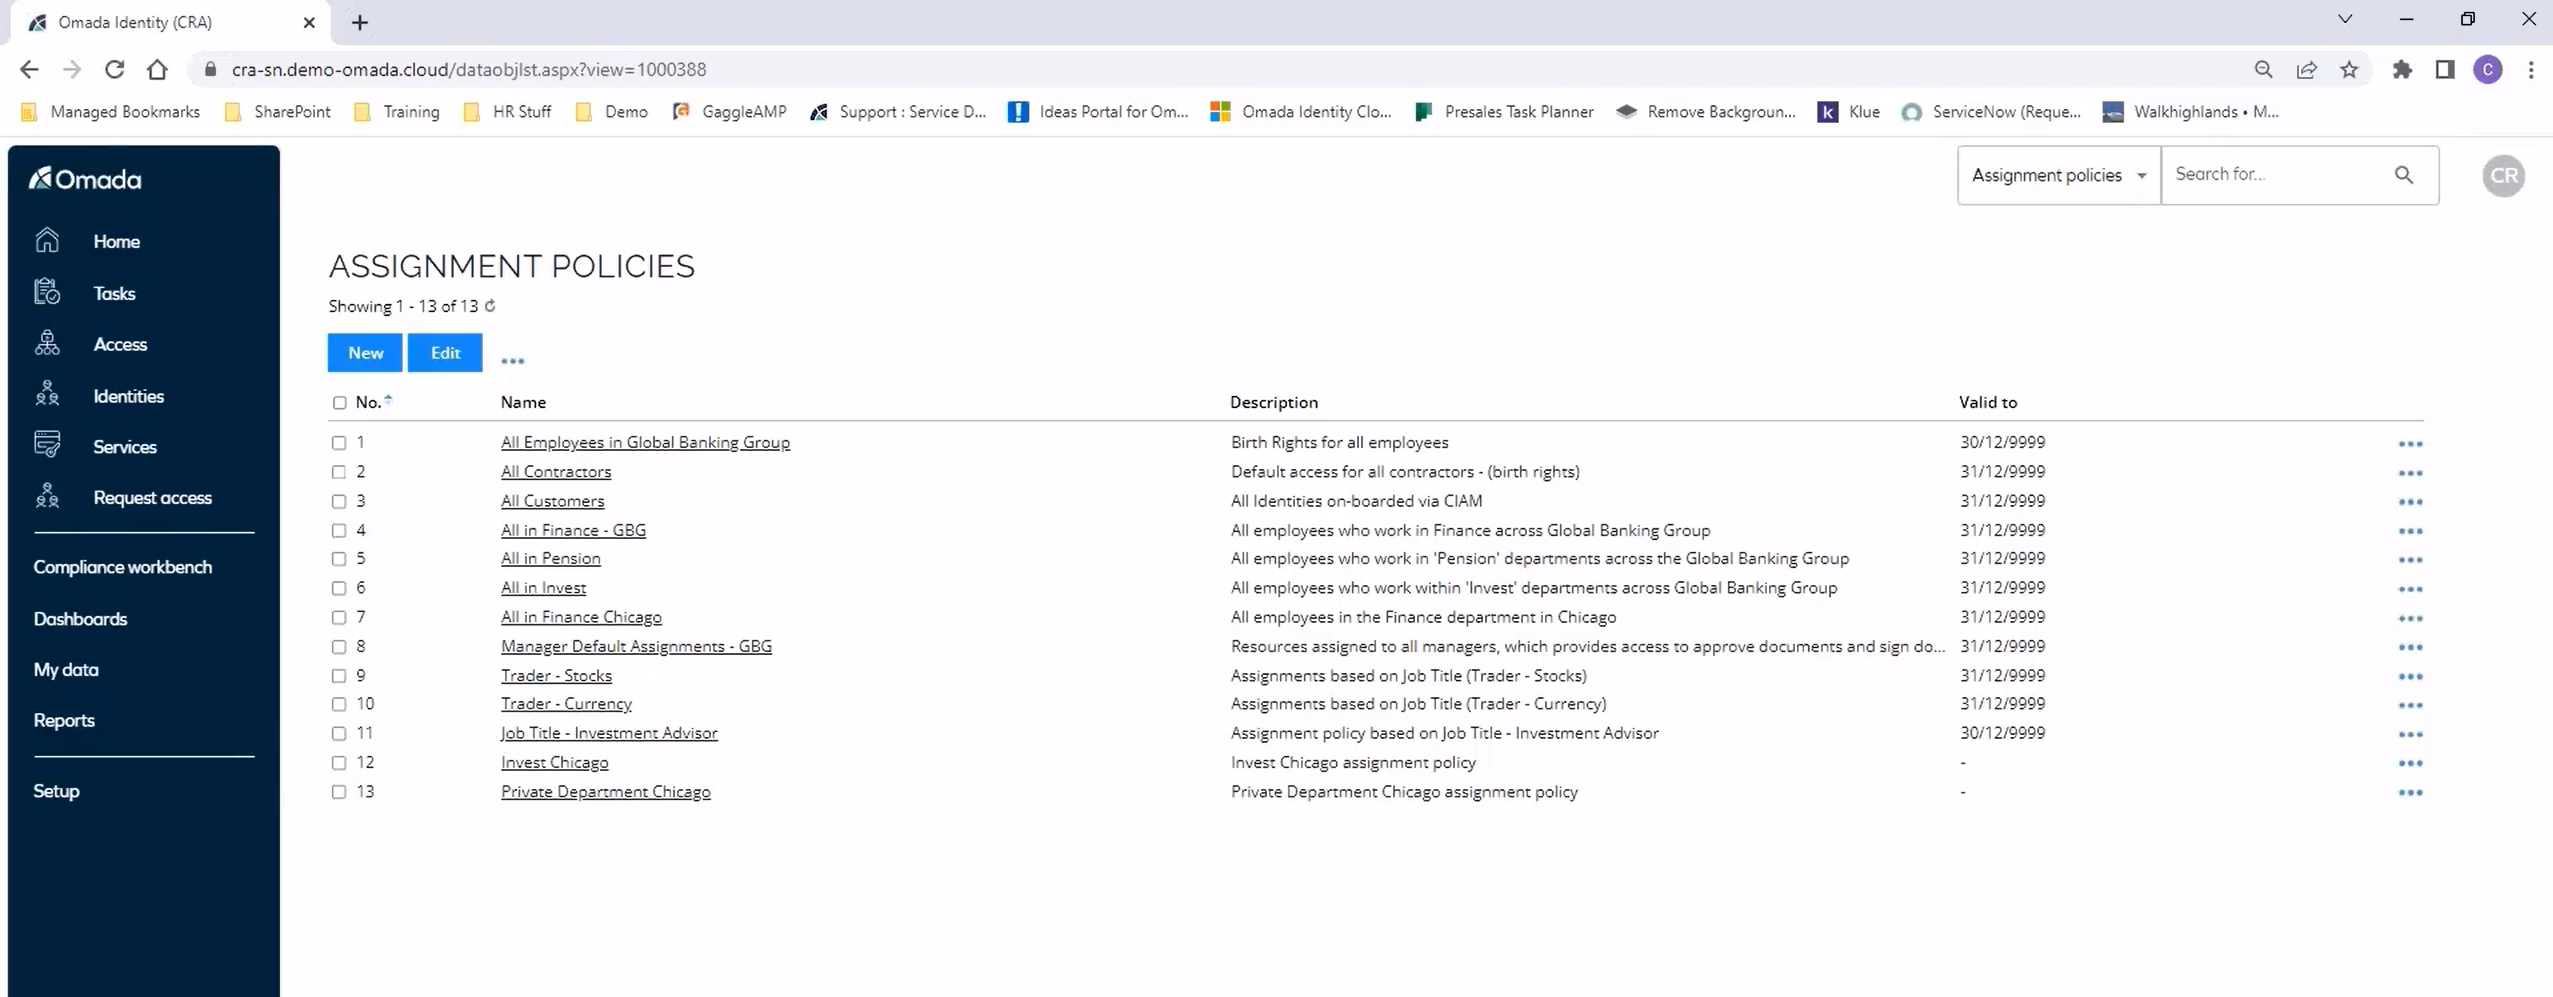 Omada Identity (CRA)
cra-sn.demo-omada.cloud/dataobjlst.aspx?view=1000388
C
Managed Bookmarks SharePoint Training HR Stuff Demo GaggleAMP Support : Service D... Ideas Portal for Om... Omada Identity Clo... Presales Task Planner Remove Backgroun... k Klue ServiceNow (Reque... Walkhighlands • M...
Omada
Home
Tasks
Access
Identities
Services
Request access
Compliance workbench
Dashboards
My data
Reports
Setup
Assignment policies Search for... CR
ASSIGNMENT POLICIES
Showing 1 - 13 of 13
New Edit ...
No. Name Description Valid to
1 All Employees in Global Banking Group Birth Rights for all employees 30/12/9999
2 All Contractors Default access for all contractors - (birth rights) 31/12/9999
3 All Customers All Identities on-boarded via CIAM 31/12/9999
4 All in Finance - GBG All employees who work in Finance across Global Banking Group 31/12/9999
5 All in Pension All employees who work in 'Pension' departments across the Global Banking Group 31/12/9999
6 All in Invest All employees who work within 'Invest' departments across Global Banking Group 31/12/9999
7 All in Finance Chicago All employees in the Finance department in Chicago 31/12/9999
8 Manager Default Assignments - GBG Resources assigned to all managers, which provides access to approve documents and sign do... 31/12/9999
9 Trader - Stocks Assignments based on Job Title (Trader - Stocks) 31/12/9999
10 Trader - Currency Assignments based on Job Title (Trader - Currency) 31/12/9999
11 Job Title - Investment Advisor Assignment policy based on Job Title - Investment Advisor 30/12/9999
12 Invest Chicago Invest Chicago assignment policy -
13 Private Department Chicago Private Department Chicago assignment policy -